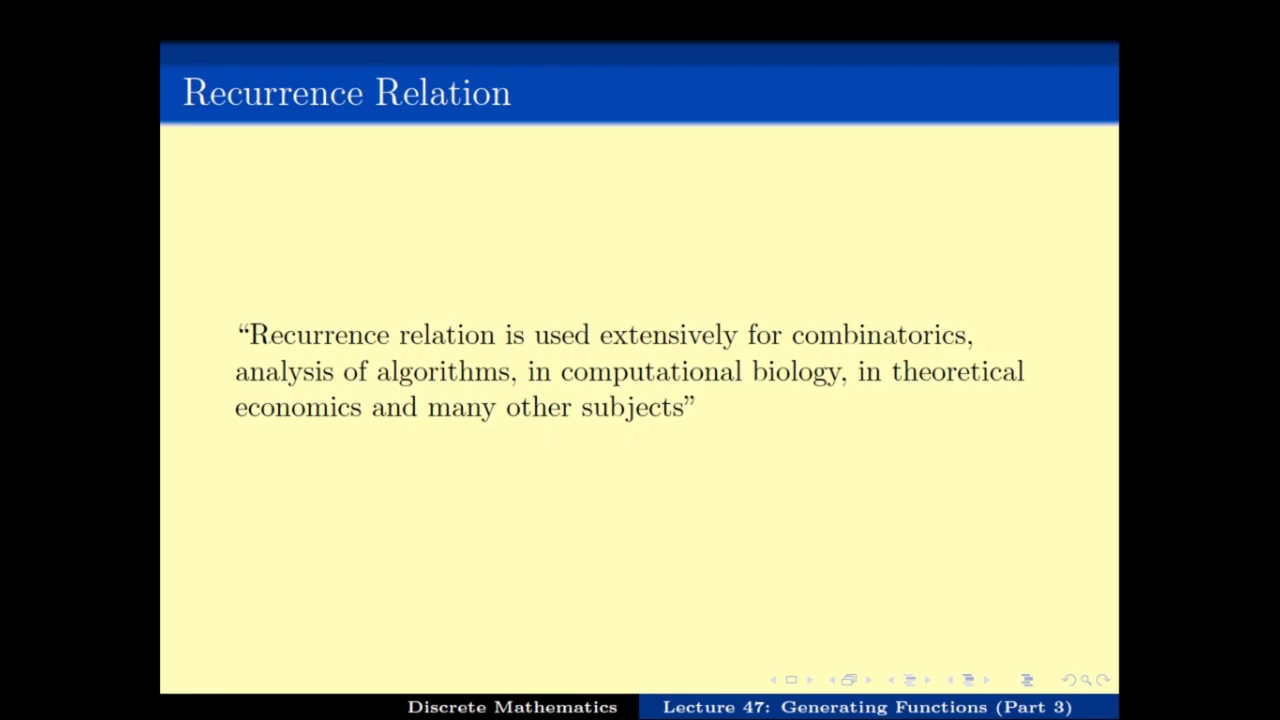 Recurrence Relation
“Recurrence relation is used extensively for combinatorics,
analysis of algorithms, in computational biology, in theoretical
economics and many other subjects”
Discrete Mathematics
Lecture 47: Generating Functions (Part 3)